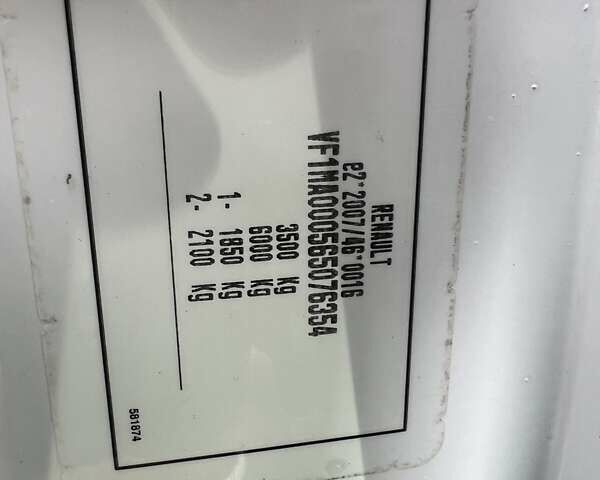 RENAULT
e2*2007/46*0016
VF1MA000565076354
3500 Kg
6000 Kg
1- 1850 Kg
2- 2100 Kg
581874